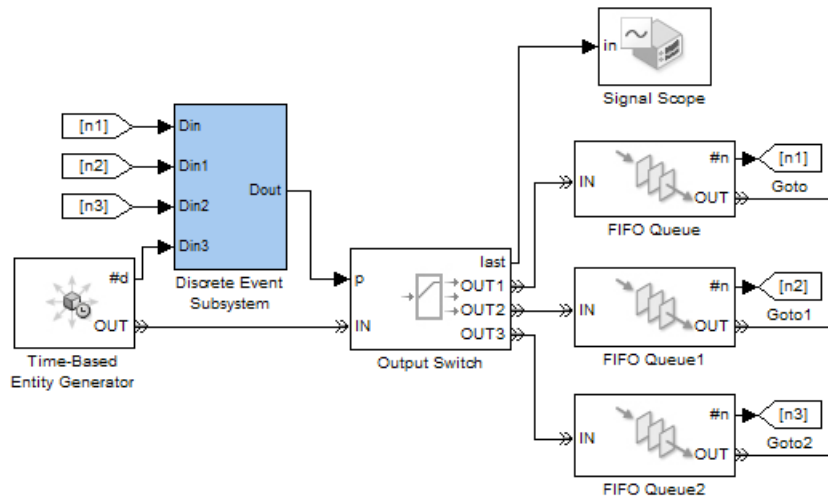 in
Signal Scope
[n1]
[n2]
[n3]
Din
Din1
Din2
Din3
Dout
Discrete Event
Subsystem
#d
OUT
Time-Based
Entity Generator
p
IN
last
OUT1
OUT2
OUT3
Output Switch
IN
#n
OUT
FIFO Queue
[n1]
Goto
IN
#n
OUT
FIFO Queue1
[n2]
Goto1
IN
#n
OUT
FIFO Queue2
[n3]
Goto2